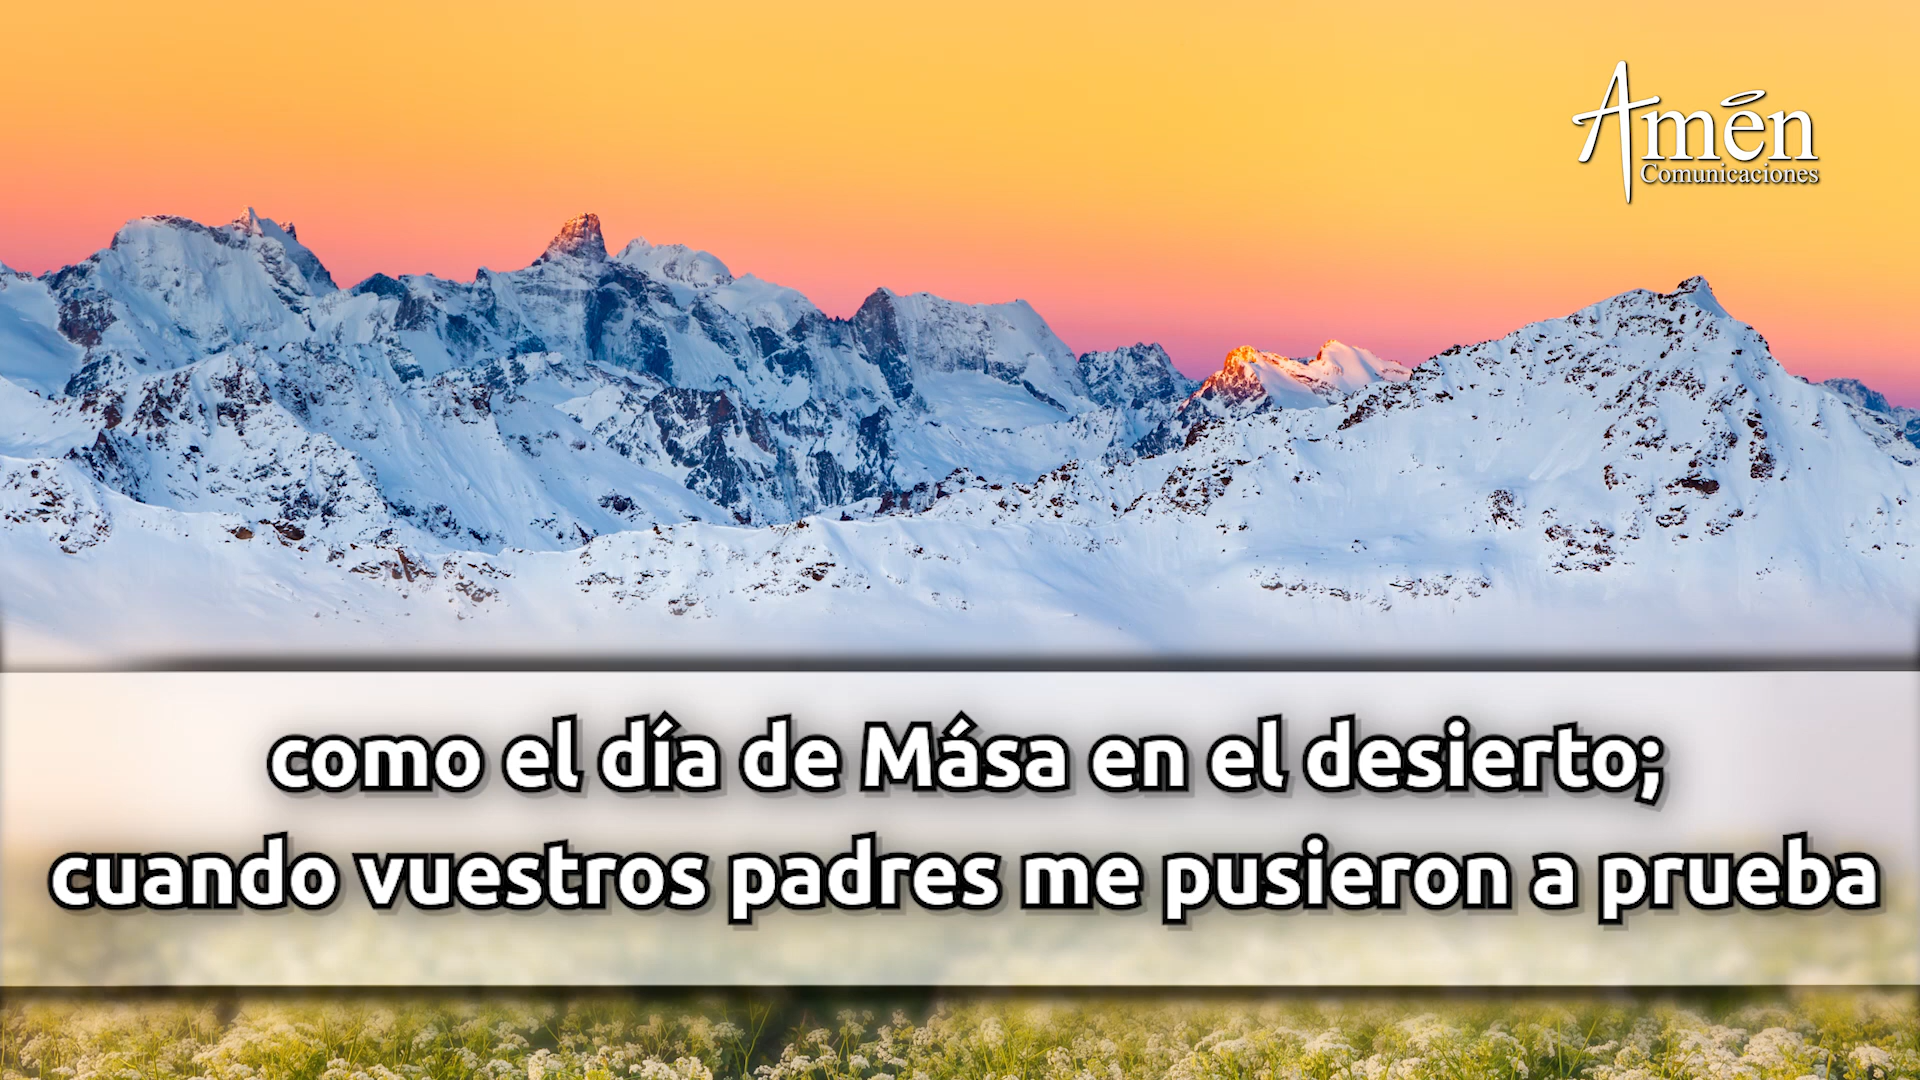 Amén
Comunicaciones
como el día de Mása en el desierto;
cuando vuestros padres me pusieron a prueba